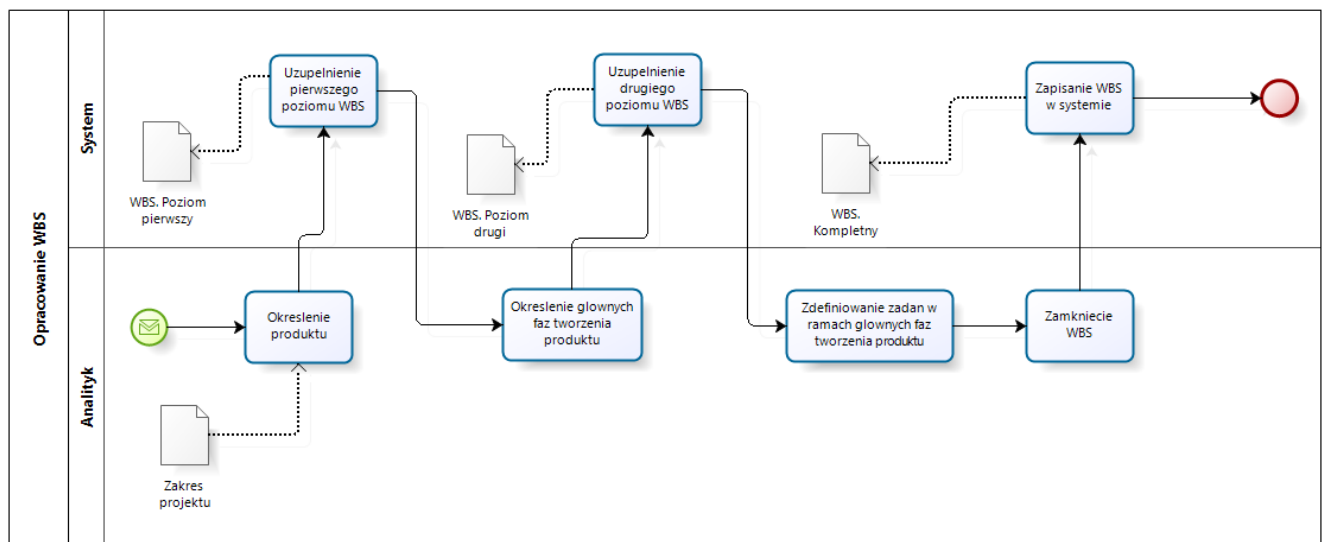 Opracowanie WBS
System
Uzupelnienie
pierwszego
poziomu WBS
WBS. Poziom
pierwszy
Uzupelnienie
drugiego
poziomu WBS
WBS. Poziom
drugi
Zapisanie WBS
w systemie
WBS.
Kompletny
Analityk
Okreslenie
produktu
Zakres
projektu
Okreslenie glownych
faz tworzenia
produktu
Zdefiniowanie zadan w
ramach glownych faz
tworzenia produktu
Zamkniecie
WBS